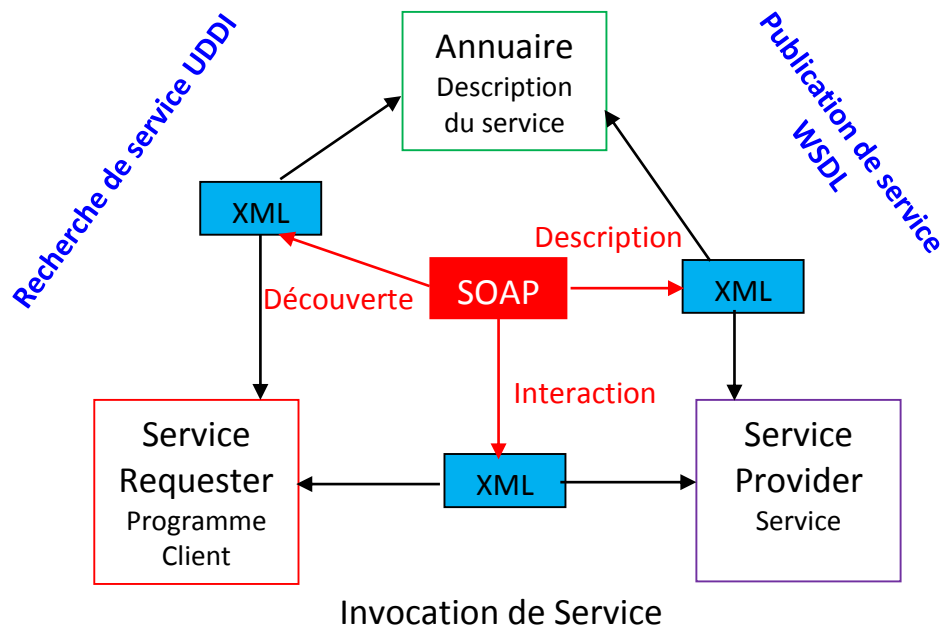 Recherche de service UDDI
Annuaire
Description
du service
Publication de service
WSDL
XML
Découverte
SOAP
Description
XML
Interaction
Service
Requester
Programme
Client
XML
Service
Provider
Service
Invocation de Service